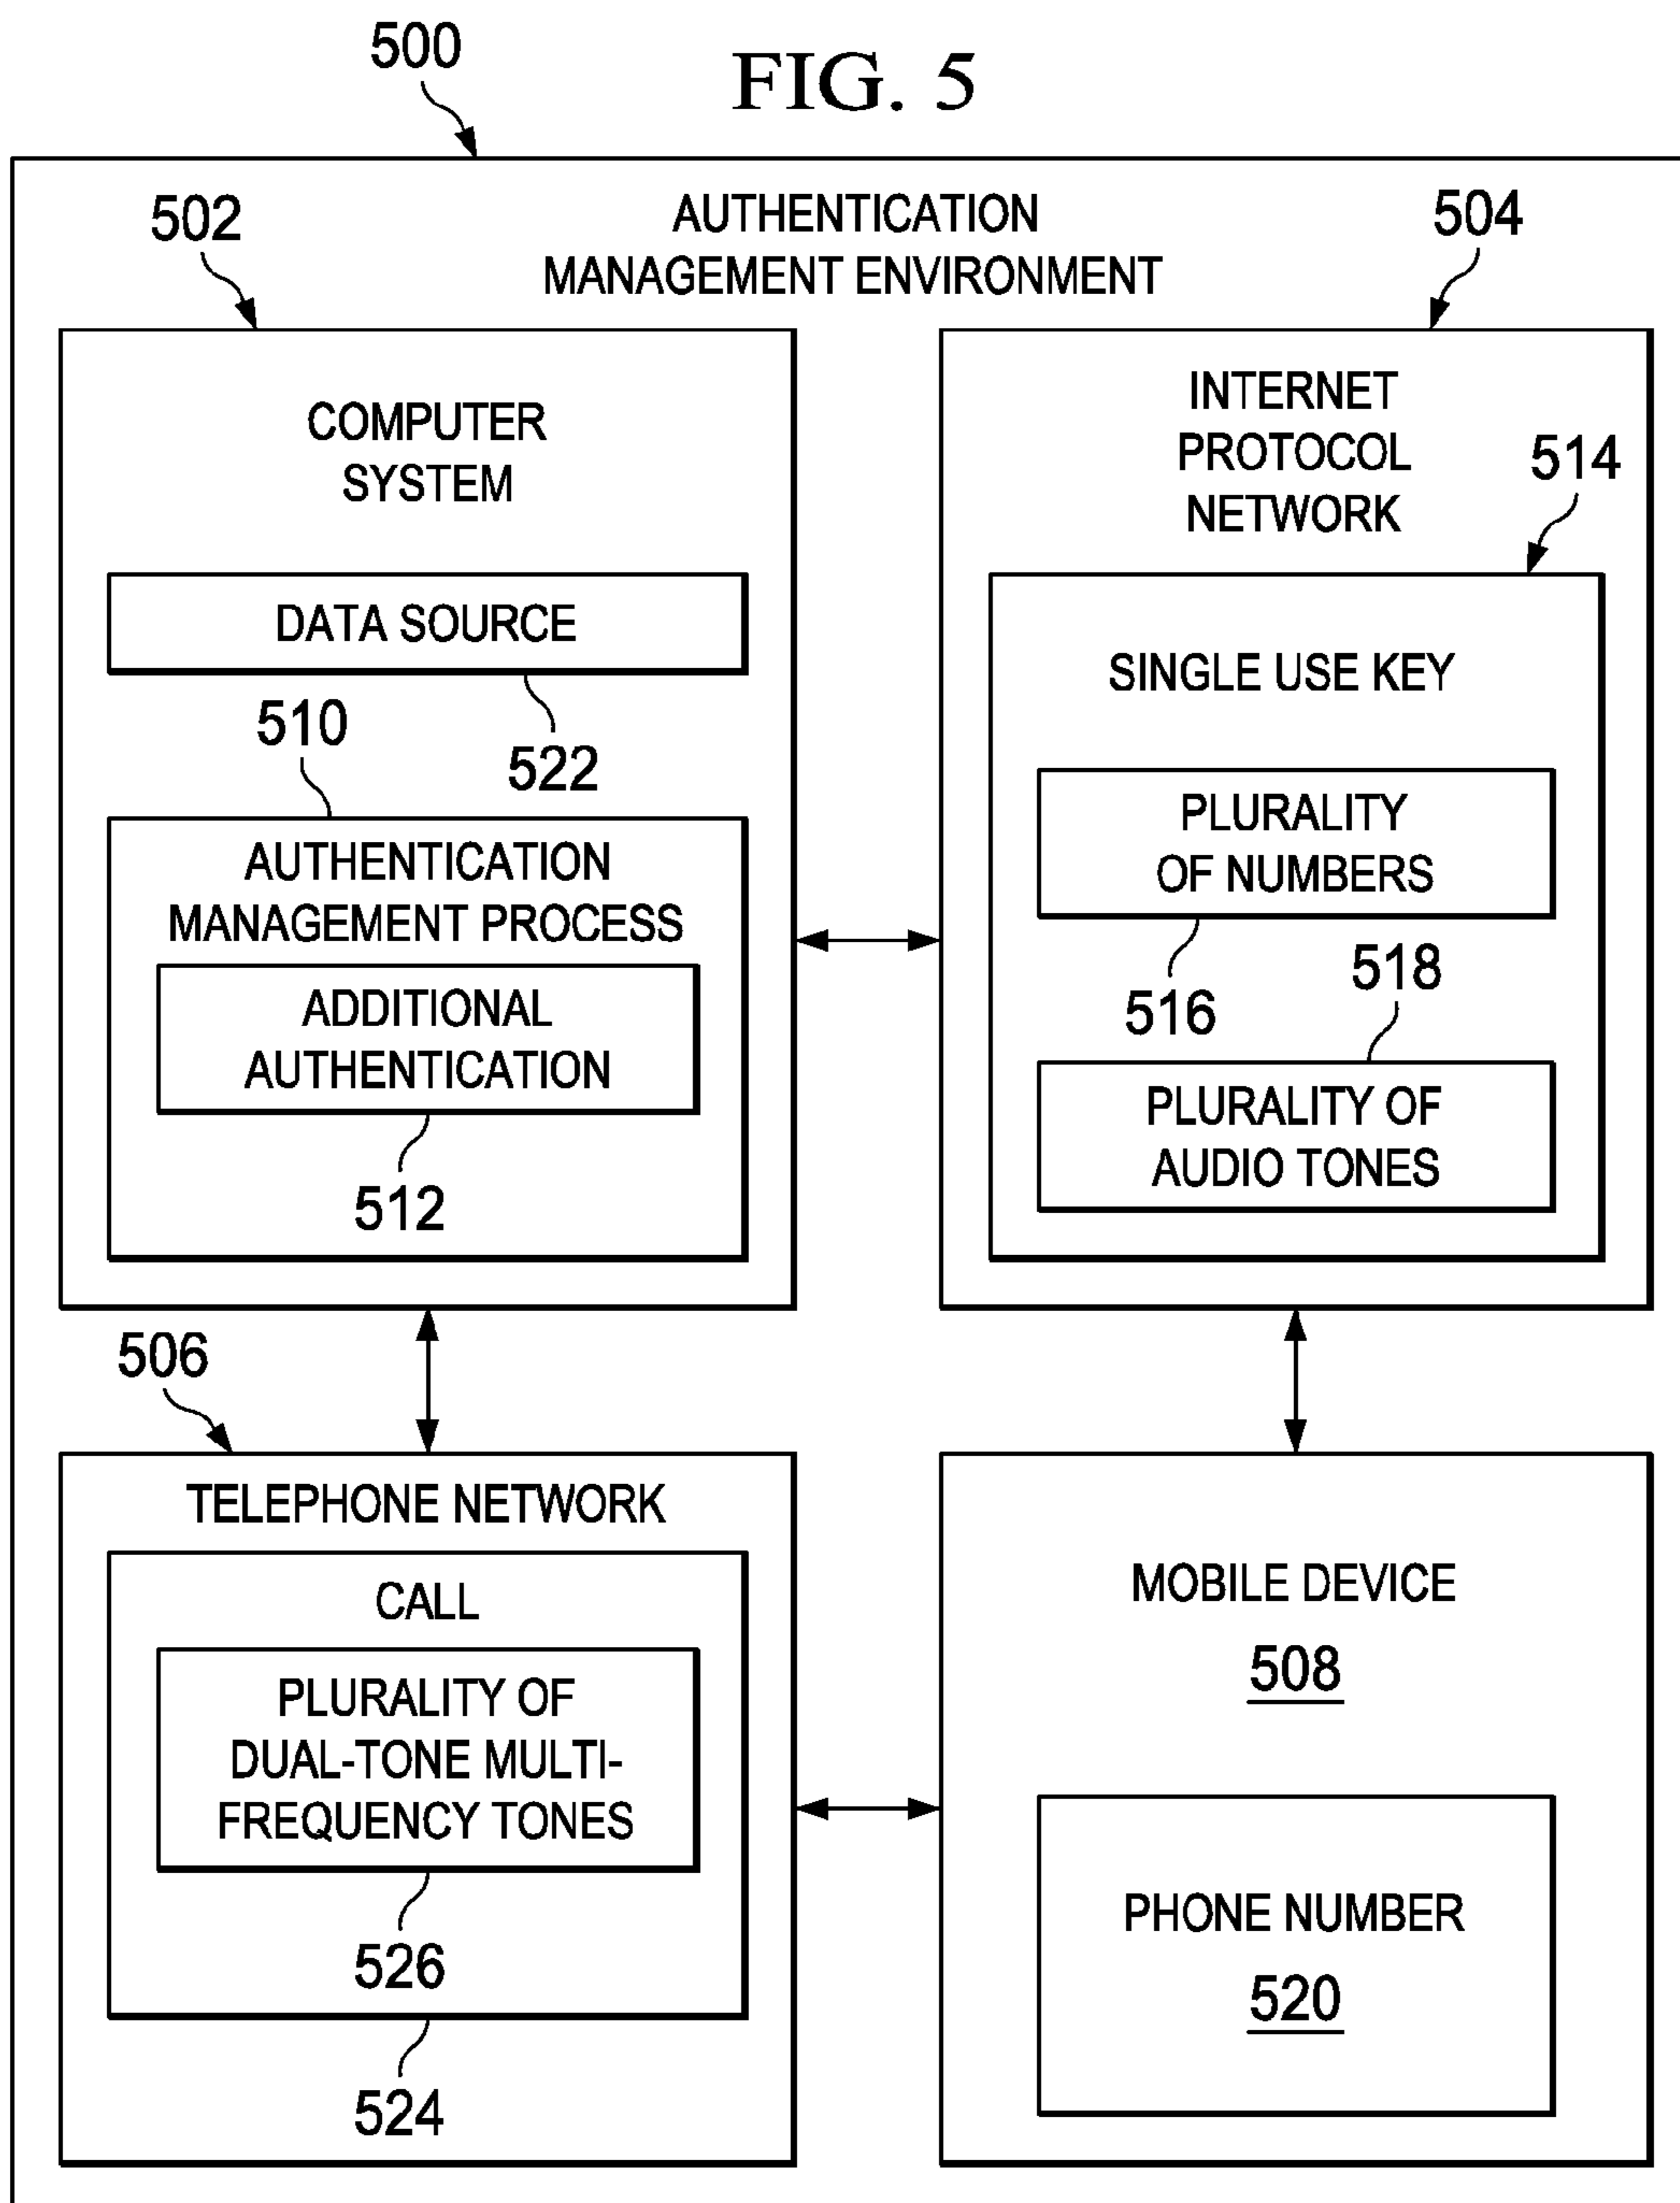 500
FIG. 5
502
AUTHENTICATION
MANAGEMENT ENVIRONMENT
504
COMPUTER
SYSTEM
DATA SOURCE
522
510
AUTHENTICATION
MANAGEMENT PROCESS
ADDITIONAL
AUTHENTICATION
512
INTERNET
PROTOCOL
NETWORK
514
SINGLE USE KEY
PLURALITY
OF NUMBERS
516
518
PLURALITY OF
AUDIO TONES
506
TELEPHONE NETWORK
CALL
PLURALITY OF
DUAL-TONE MULTI-
FREQUENCY TONES
526
524
MOBILE DEVICE
508
PHONE NUMBER
520